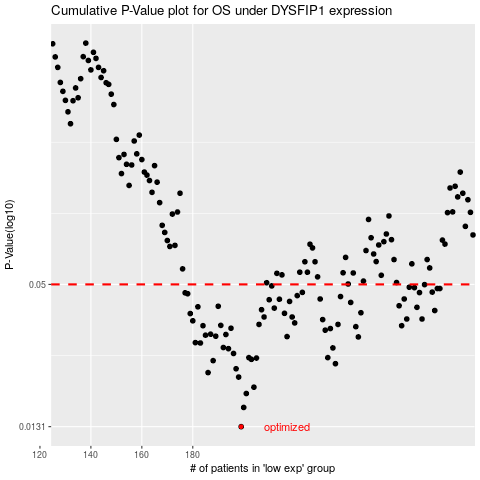 Cumulative P-Value plot for OS under DYSFIP1 expression
P-Value(log10)
0.05
0.0131
optimized
120 140 160 180
# of patients in 'low exp' group